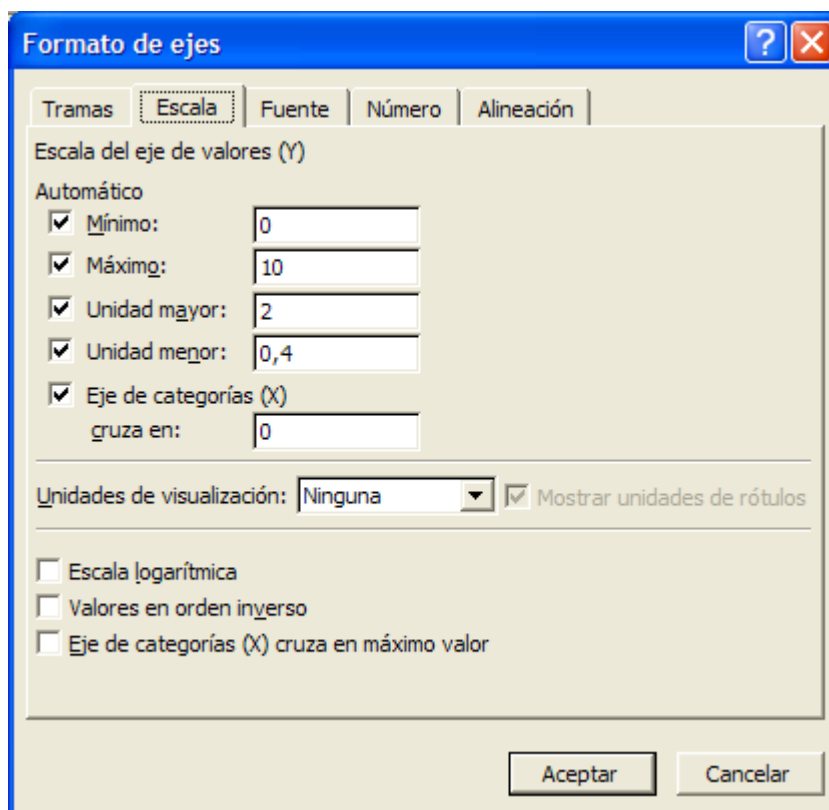 Formato de ejes
Tramas Escala Fuente Número Alineación
Escala del eje de valores (Y)
Automático
Mínimo: 0
Máximo: 10
Unidad mayor: 2
Unidad menor: 0,4
Eje de categorías (X)
cruza en: 0
Unidades de visualización: Ninguna Mostrar unidades de rótulos
Escala logarítmica
Valores en orden inverso
Eje de categorías (X) cruza en máximo valor
Aceptar Cancelar